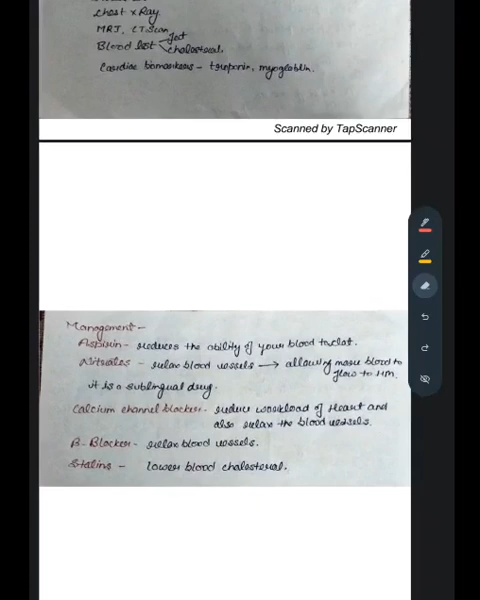 Chest x Ray
MRI, CT Scan
Blood test
cholesterol.
Cardiac biomarkers - troponin, myoglobin.
Scanned by TapScanner
Management -
Aspirin - reduces the ability of your blood to clot.
Nitrates - relax blood vessels → allowing more blood to
flow to HM.
it is a sublingual drug.
Calcium channel blocker - reduce workload of Heart and
also relax the blood vessels.
B-Blocker - relax blood vessels.
Statins - lower blood cholesterol.